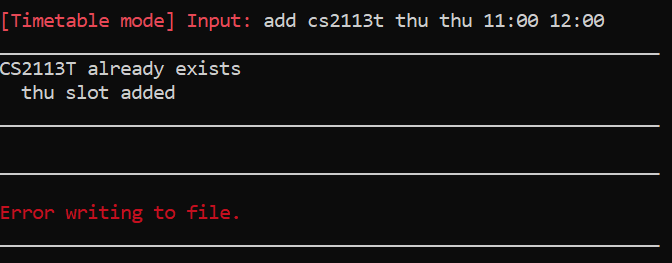 [Timetable mode] Input: add cs2113t thu thu 11:00 12:00
CS2113T already exists
thu slot added
Error writing to file.